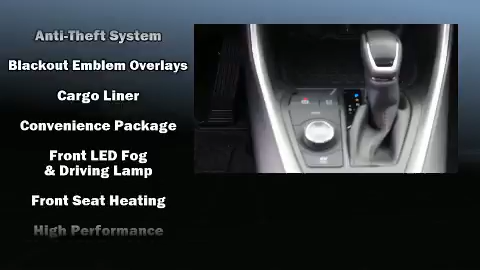 Anti-Theft System
Blackout Emblem Overlays
Cargo Liner
Convenience Package
Front LED Fog
& Driving Lamp
Front Seat Heating
High Performance